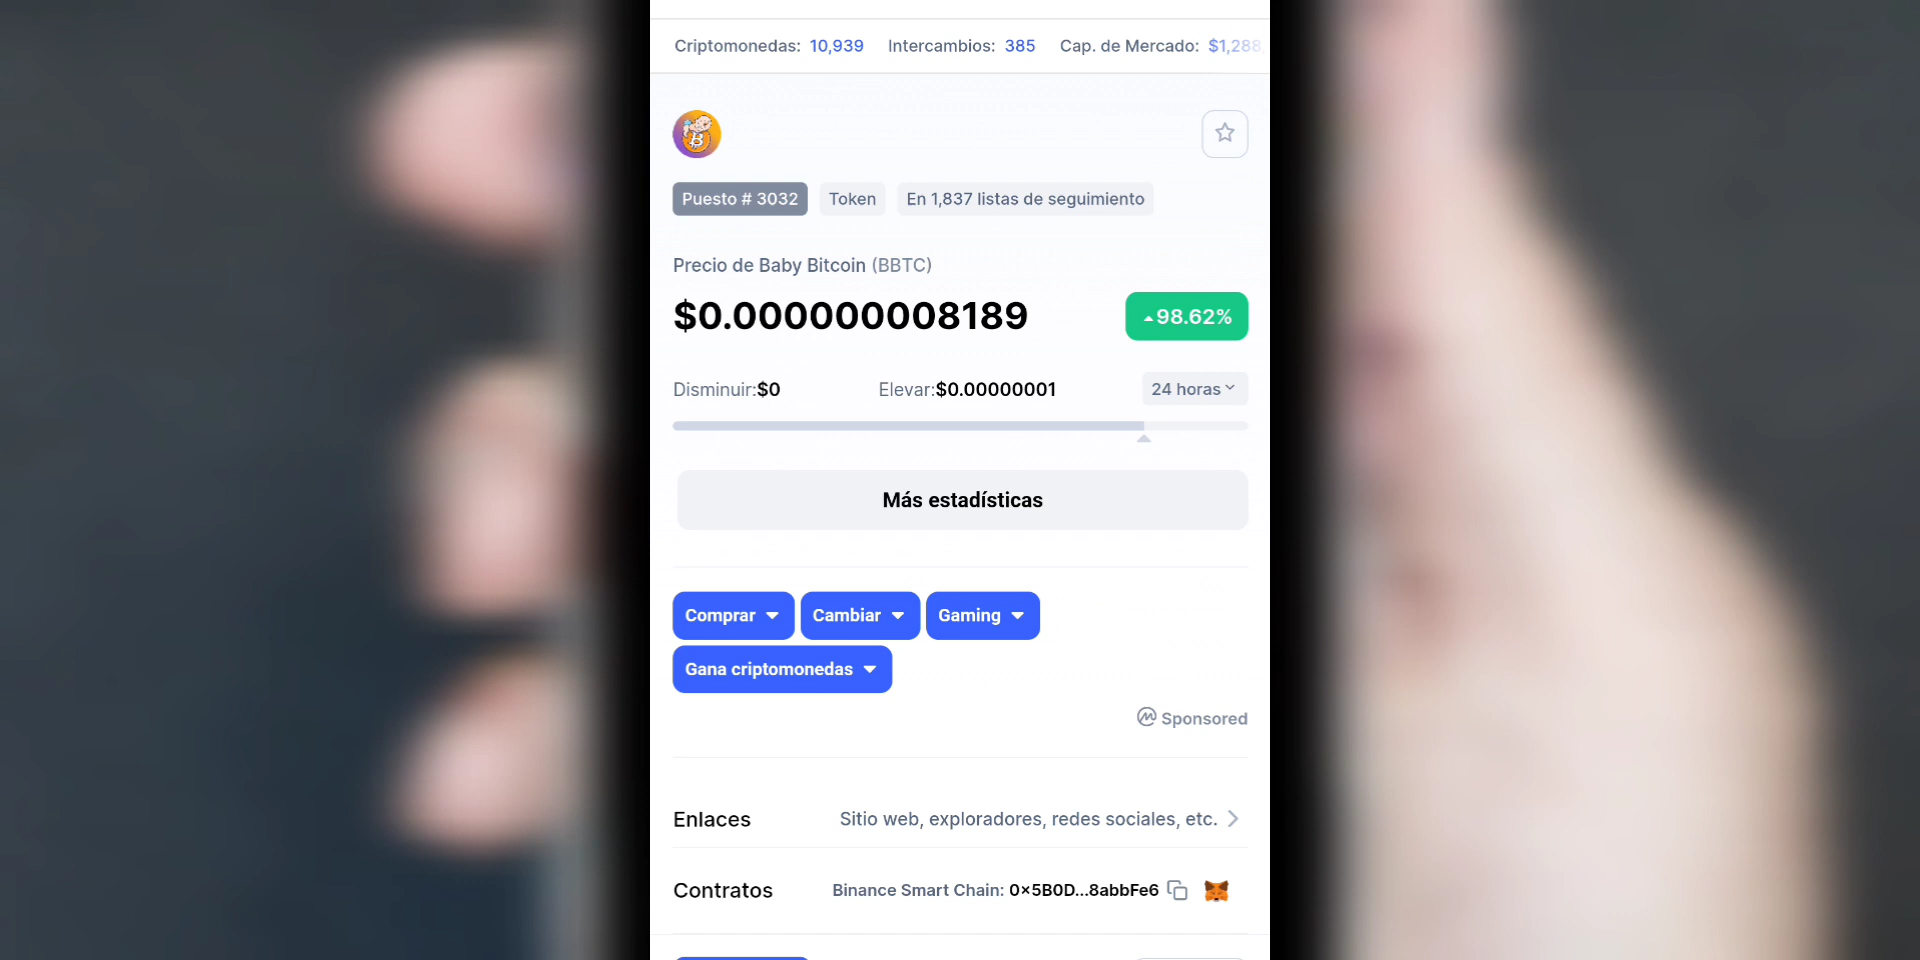 Criptomonedas: 10,939 Intercambios: 385 Cap. de Mercado: $1,288,
Puesto # 3032 Token En 1,837 listas de seguimiento
Precio de Baby Bitcoin (BBTC)
$0.000000008189 98.62%
Disminuir:$0 Elevar:$0.00000001 24 horas
Más estadísticas
Comprar Cambiar Gaming
Gana criptomonedas
Sponsored
Enlaces Sitio web, exploradores, redes sociales, etc.
Contratos Binance Smart Chain: 0x5B0D...8abbFe6